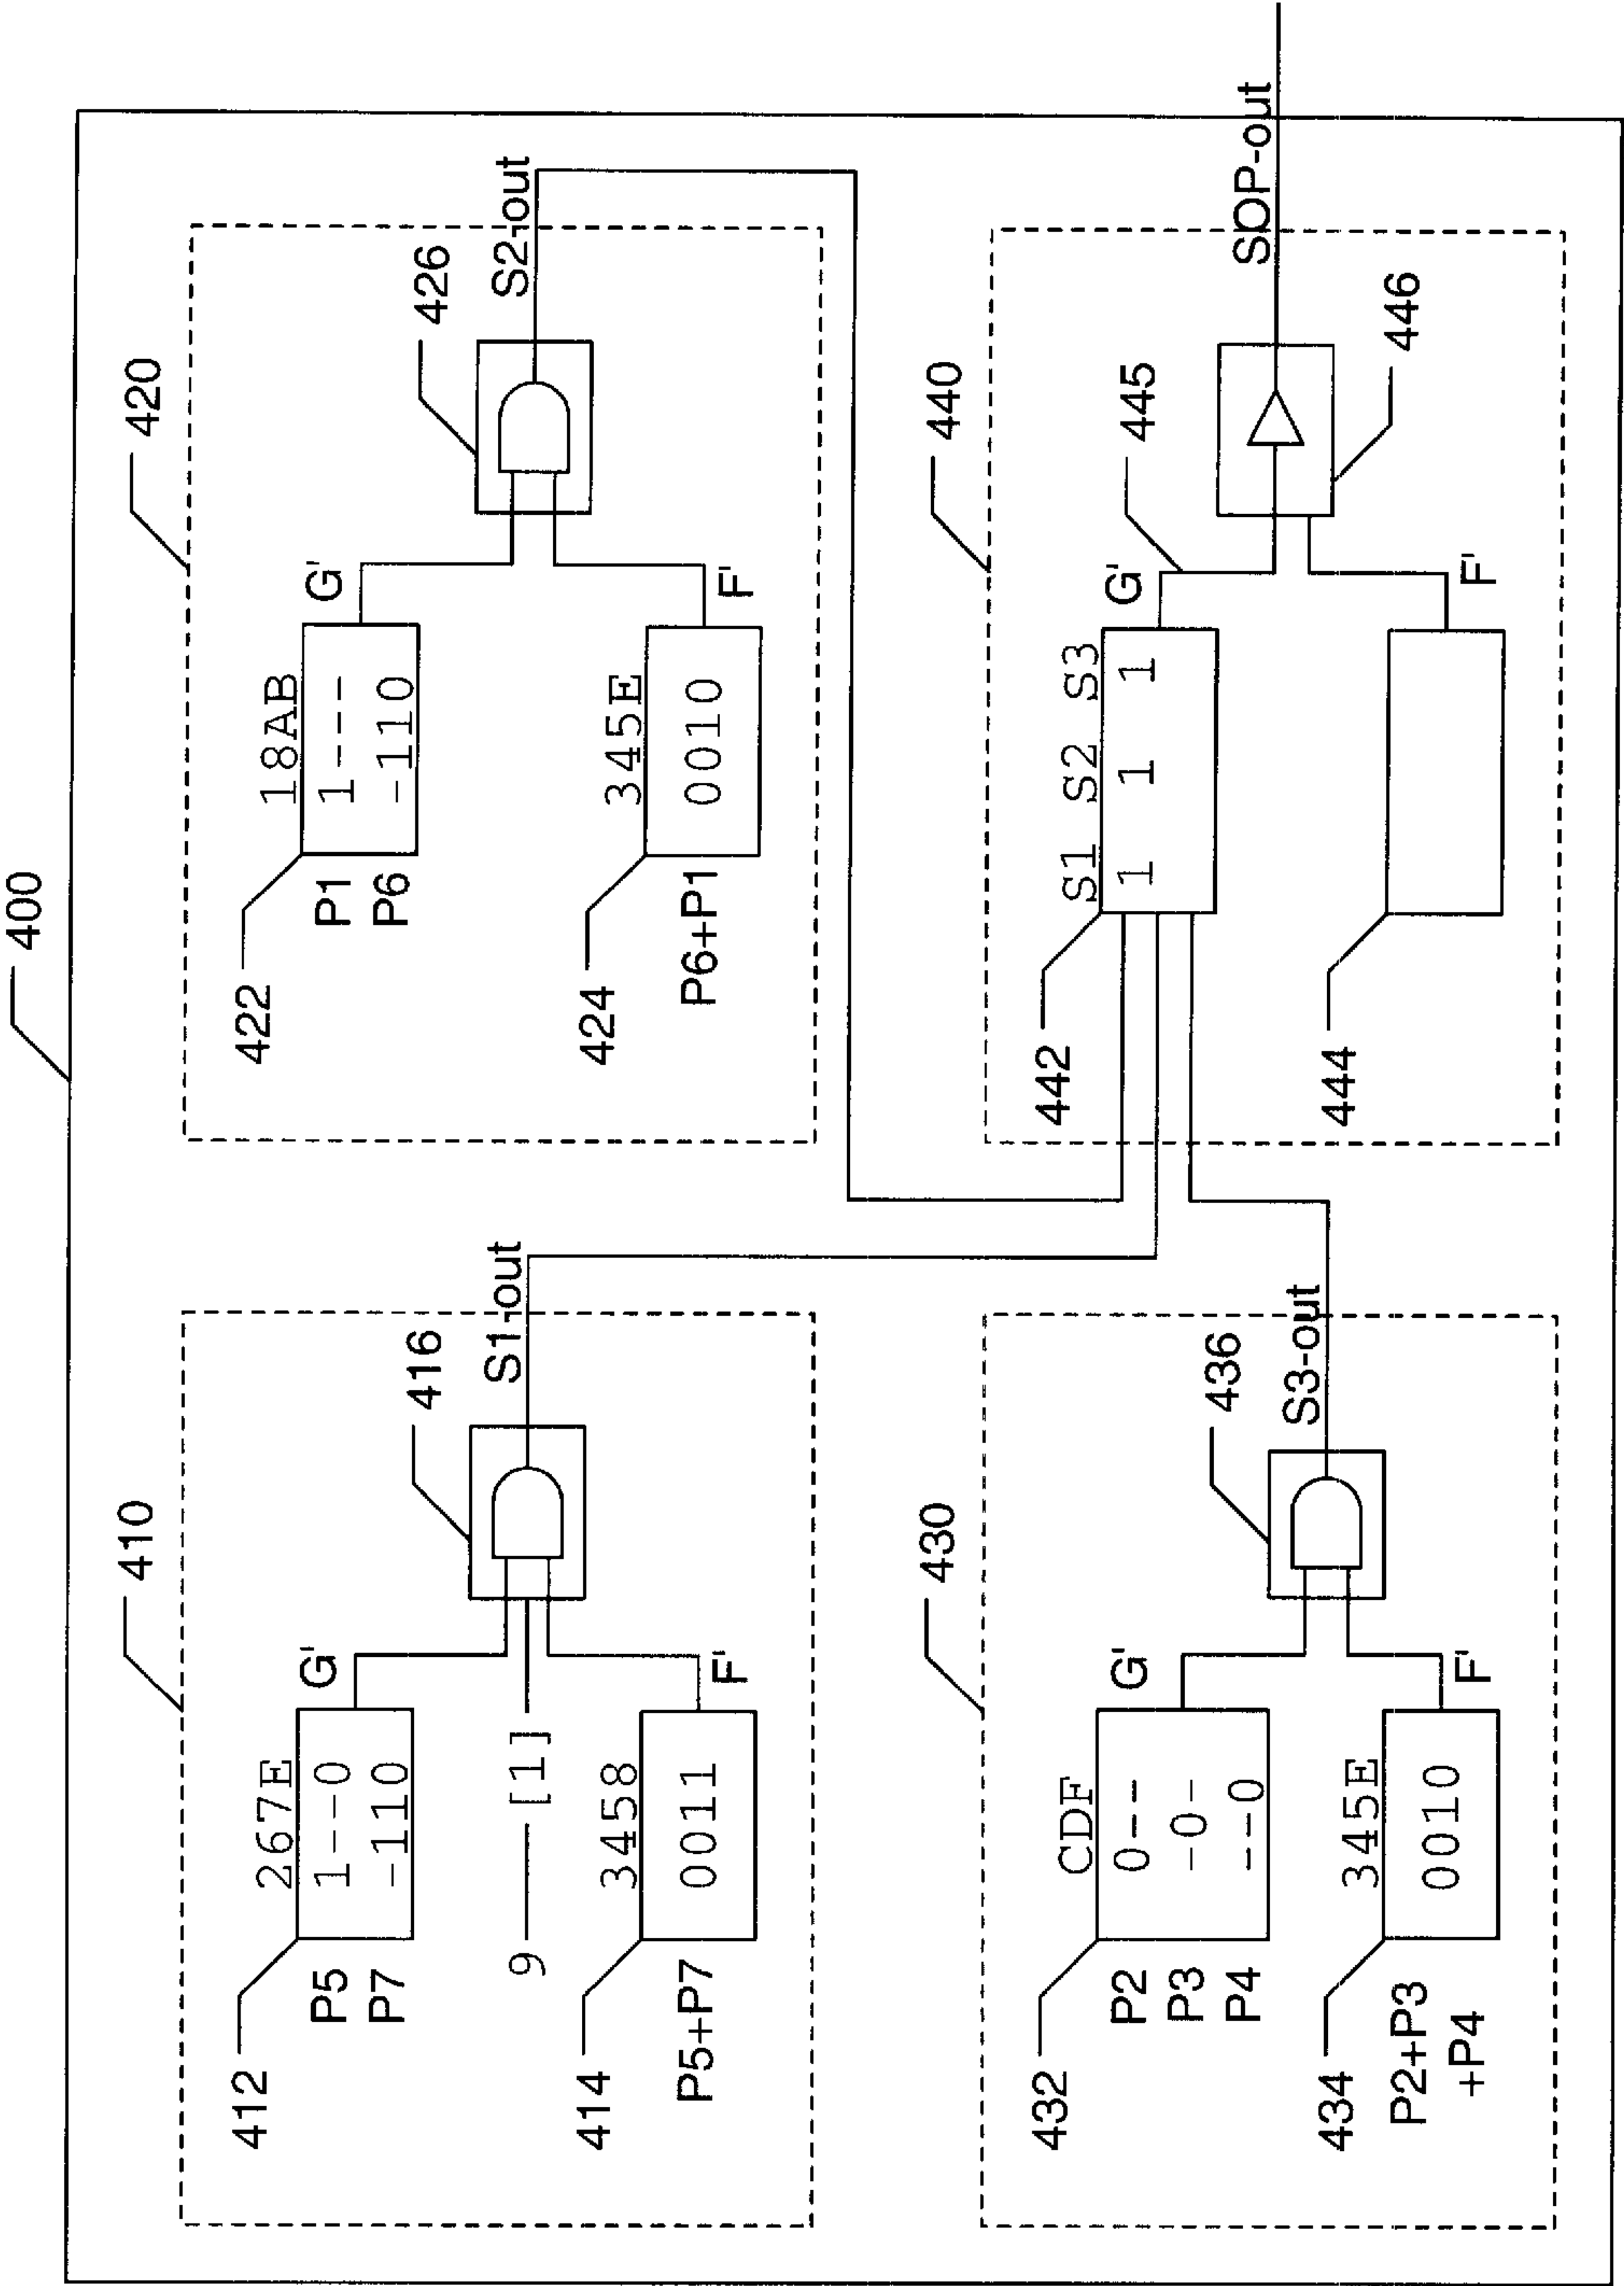 400
410
412
267E
P5 1--0
P7 -110
G'
416
S1-out
9 [1]
414
3458
P5+P7 0011
F'
420
422
18AB
P1 1---
P6 -110
G'
426
S2-out
424
345E
P6+P1 0010
F'
430
432
CDF
P2 0--
P3 -0-
P4 --0
G'
436
S3-out
434
345E
P2+P3 0010
+P4
F'
440
442
S1 S2 S3
1 1 1
G'
445
SOP-out
446
444
F'